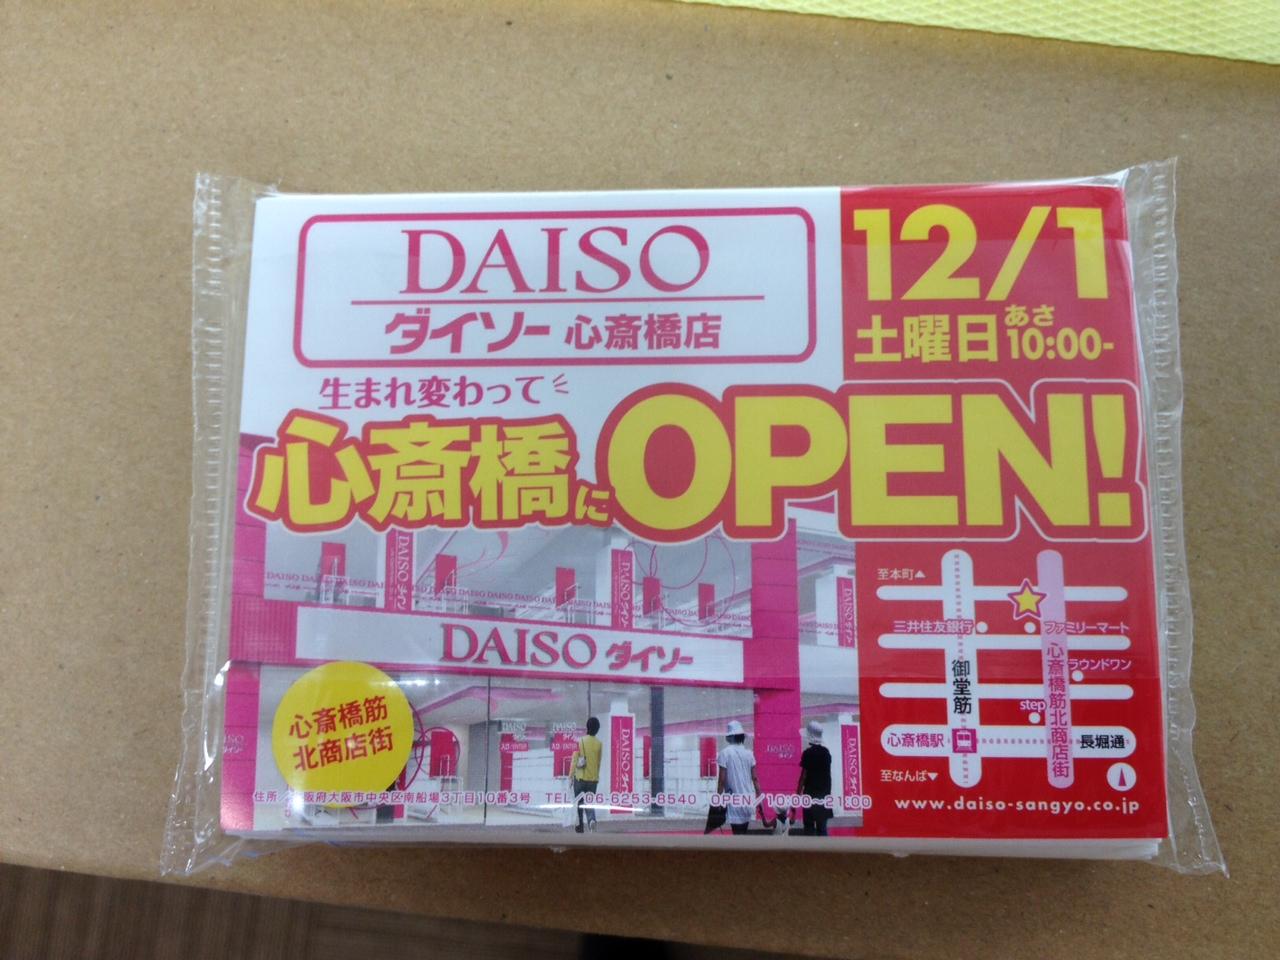 DAISO
ダイソー 心斎橋店
12/1
土曜日 あさ 10:00-
生まれ変わって
心斎橋にOPEN!
DAISO ダイソー
心斎橋筋
北商店街
住所 阪府大阪市中央区南船場3丁目10番3号 TEL/06-6253-8540 OPEN/10:00~21:00
至本町▲
三井住友銀行
ファミリーマート
ラウンドワン
御堂筋
心斎橋筋北商店街
step
心斎橋駅
長堀通
至なんば▼
www.daiso-sangyo.co.jp